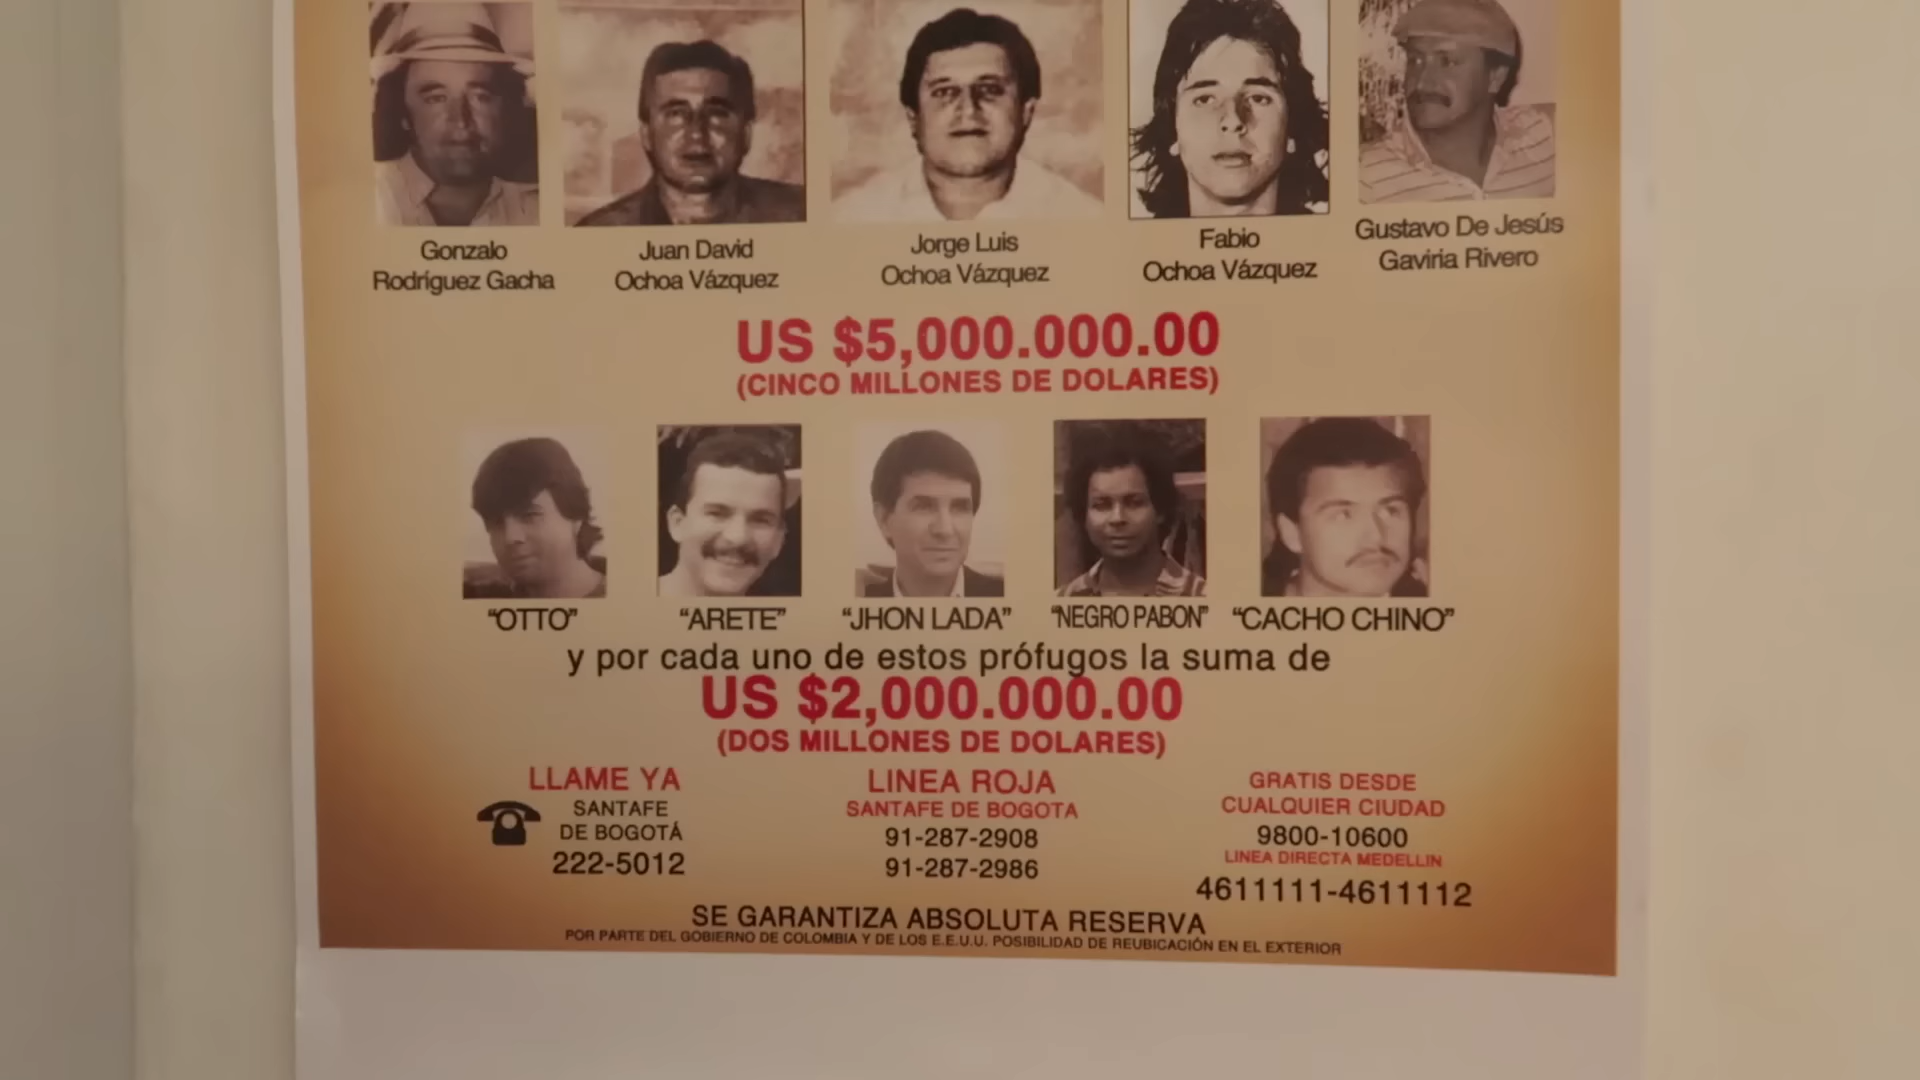 Gonzalo
Rodríguez Gacha
Juan David
Ochoa Vázquez
Jorge Luis
Ochoa Vázquez
Fabio
Ochoa Vázquez
Gustavo De Jesús
Gaviria Rivero
US $5,000.000.00
(CINCO MILLONES DE DOLARES)
“OTTO” “ARETE” “JHON LADA” “NEGRO PABON” “CACHO CHINO”
y por cada uno de estos prófugos la suma de
US $2,000.000.00
(DOS MILLONES DE DOLARES)
LLAME YA
SANTAFE
DE BOGOTÁ
222-5012
LINEA ROJA
SANTAFE DE BOGOTA
91-287-2908
91-287-2986
GRATIS DESDE
CUALQUIER CIUDAD
9800-10600
LINEA DIRECTA MEDELLIN
4611111-4611112
SE GARANTIZA ABSOLUTA RESERVA
POR PARTE DEL GOBIERNO DE COLOMBIA Y DE LOS E.E.U.U. POSIBILIDAD DE REUBICACIÓN EN EL EXTERIOR